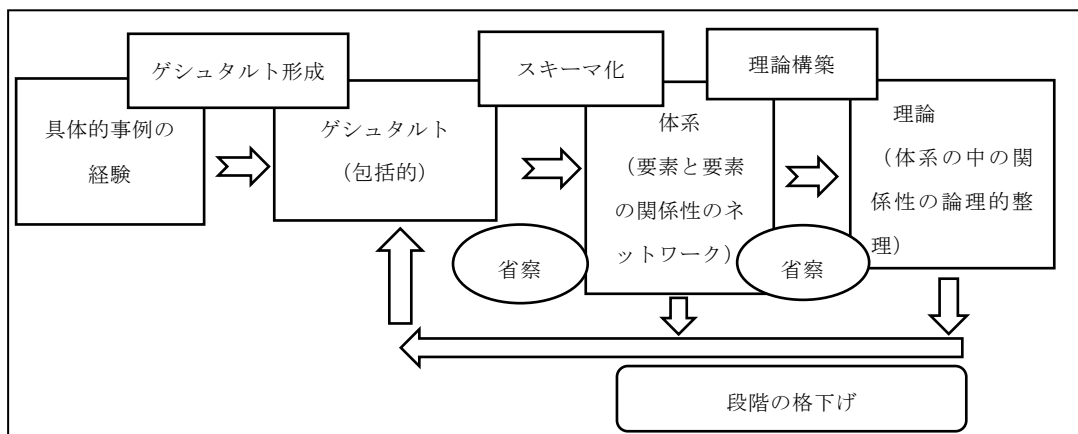 ゲシュタルト形成
スキーマ化
理論構築
具体的事例の
経験
ゲシュタルト
（包括的）
体系
（要素と要素
の関係性のネ
ットワーク）
理論
（体系の中の関
係性の論理的整
理）
省察
省察
段階の格下げ